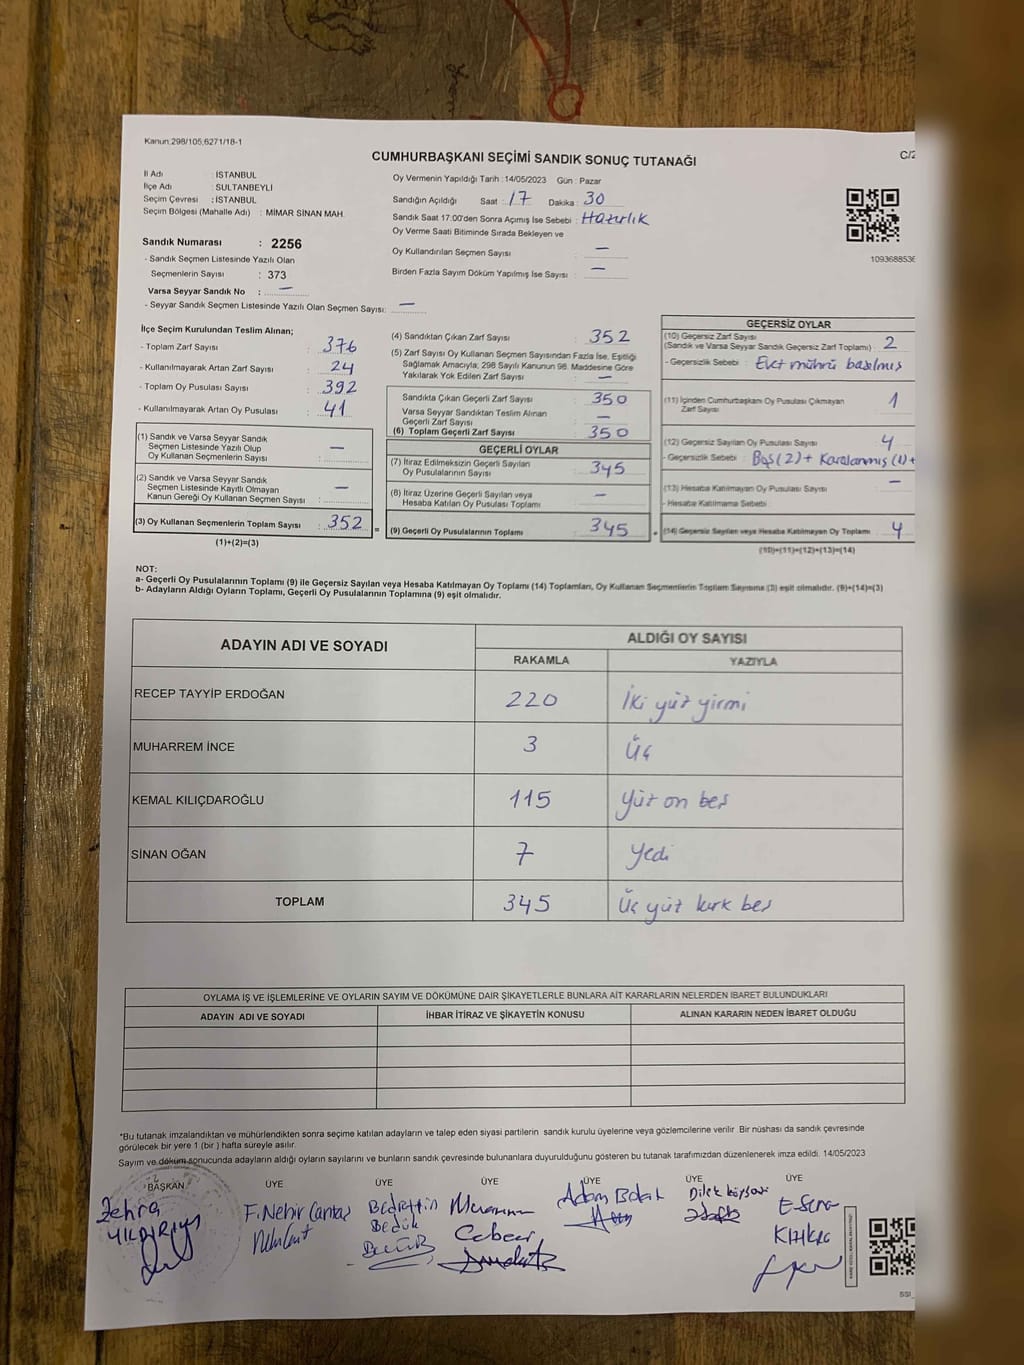 Kanun:298/105;6271/18-1
CUMHURBAŞKANI SEÇİMİ SANDIK SONUÇ TUTANAĞI
C/2
İl Adı : İSTANBUL
İlçe Adı : SULTANBEYLİ
Seçim Çevresi : İSTANBUL
Seçim Bölgesi (Mahalle Adı) : MİMAR SİNAN MAH.
Sandık Numarası : 2256
- Sandık Seçmen Listesinde Yazılı Olan
Seçmenlerin Sayısı : 373
Varsa Seyyar Sandık No : —
- Seyyar Sandık Seçmen Listesinde Yazılı Olan Seçmen Sayısı: —
Oy Vermenin Yapıldığı Tarih :14/05/2023 Gün : Pazar
Sandığın Açıldığı Saat : 17 Dakika : 30
Sandık Saat 17:00'den Sonra Açımış İse Sebebi : Hazırlık
Oy Verme Saati Bitiminde Sırada Bekleyen ve
Oy Kullandırılan Seçmen Sayısı : —
Birden Fazla Sayım Döküm Yapılmış İse Sayısı : —
1093688536
İlçe Seçim Kurulundan Teslim Alınan;
- Toplam Zarf Sayısı : 376
- Kullanılmayarak Artan Zarf Sayısı : 24
- Toplam Oy Pusulası Sayısı : 392
- Kullanılmayarak Artan Oy Pusulası : 41
(1) Sandık ve Varsa Seyyar Sandık
Seçmen Listesinde Yazılı Olup
Oy Kullanan Seçmenlerin Sayısı : —
(2) Sandık ve Varsa Seyyar Sandık
Seçmen Listesinde Kayıtlı Olmayan
Kanun Gereği Oy Kullanan Seçmen Sayısı : —
(3) Oy Kullanan Seçmenlerin Toplam Sayısı : 352 =
(1)+(2)=(3)
(4) Sandıktan Çıkan Zarf Sayısı : 352
(5) Zarf Sayısı Oy Kullanan Seçmen Sayısından Fazla İse, Eşitliği
Sağlamak Amacıyla; 298 Sayılı Kanunun 98. Maddesine Göre
Yakılarak Yok Edilen Zarf Sayısı : —
Sandıkta Çıkan Geçerli Zarf Sayısı : 350
Varsa Seyyar Sandıktan Teslim Alınan
Geçerli Zarf Sayısı : —
(6) Toplam Geçerli Zarf Sayısı : 350
GEÇERLİ OYLAR
(7) İtiraz Edilmeksizin Geçerli Sayılan
Oy Pusulalarının Sayısı : 345
(8) İtiraz Üzerine Geçerli Sayılan veya
Hesaba Katılan Oy Pusulası Toplamı : —
(9) Geçerli Oy Pusulalarının Toplamı : 345 +
GEÇERSİZ OYLAR
(10) Geçersiz Zarf Sayısı
(Sandık ve Varsa Seyyar Sandık Geçersiz Zarf Toplamı) : 2
- Geçersizlik Sebebi : Evet mührü basılmış
(11) İçinden Cumhurbaşkanı Oy Pusulası Çıkmayan
Zarf Sayısı : 1
(12) Geçersiz Sayılan Oy Pusulası Sayısı : 4
- Geçersizlik Sebebi : Boş (2) + Karalanmış (1) +
(13) Hesaba Katılmayan Oy Pusulası Sayısı : —
- Hesaba Katılmama Sebebi
(14) Geçersiz Sayılan veya Hesaba Katılmayan Oy Toplamı : 4
(10)+(11)+(12)+(13)=(14)
NOT:
a- Geçerli Oy Pusulalarının Toplamı (9) ile Geçersiz Sayılan veya Hesaba Katılmayan Oy Toplamı (14) Toplamları, Oy Kullanan Seçmenlerin Toplam Sayısına (3) eşit olmalıdır. (9)+(14)=(3)
b- Adayların Aldığı Oyların Toplamı, Geçerli Oy Pusulalarının Toplamına (9) eşit olmalıdır.
ADAYIN ADI VE SOYADI
ALDIĞI OY SAYISI
RAKAMLA YAZIYLA
RECEP TAYYİP ERDOĞAN 220 İki yüz yirmi
MUHARREM İNCE 3 Üç
KEMAL KILIÇDAROĞLU 115 Yüz on beş
SİNAN OĞAN 7 Yedi
TOPLAM 345 Üç yüz kırk beş
OYLAMA İŞ VE İŞLEMLERİNE VE OYLARIN SAYIM VE DÖKÜMÜNE DAİR ŞİKAYETLERLE BUNLARA AİT KARARLARIN NELERDEN İBARET BULUNDUKLARI
ADAYIN ADI VE SOYADI İHBAR İTİRAZ VE ŞİKAYETİN KONUSU ALINAN KARARIN NEDEN İBARET OLDUĞU
*Bu tutanak imzalandıktan ve mühürlendikten sonra seçime katılan adayların ve talep eden siyasi partilerin sandık kurulu üyelerine veya gözlemcilerine verilir. Bir nüshası da sandık çevresinde
görülecek bir yere 1 (bir ) hafta süreyle asılır.
Sayım ve döküm sonucunda adayların aldığı oyların sayılarını ve bunların sandık çevresinde bulunanlara duyurulduğunu gösteren bu tutanak tarafımızdan düzenlenerek imza edildi. 14/05/2023
BAŞKAN ÜYE ÜYE ÜYE ÜYE ÜYE ÜYE
Zehra YILDIRIM
F. Nehir Cantaş
Bedrettin Bedük
Muharrem Cebeci
Adem Bolat
Dilek
E. Sena